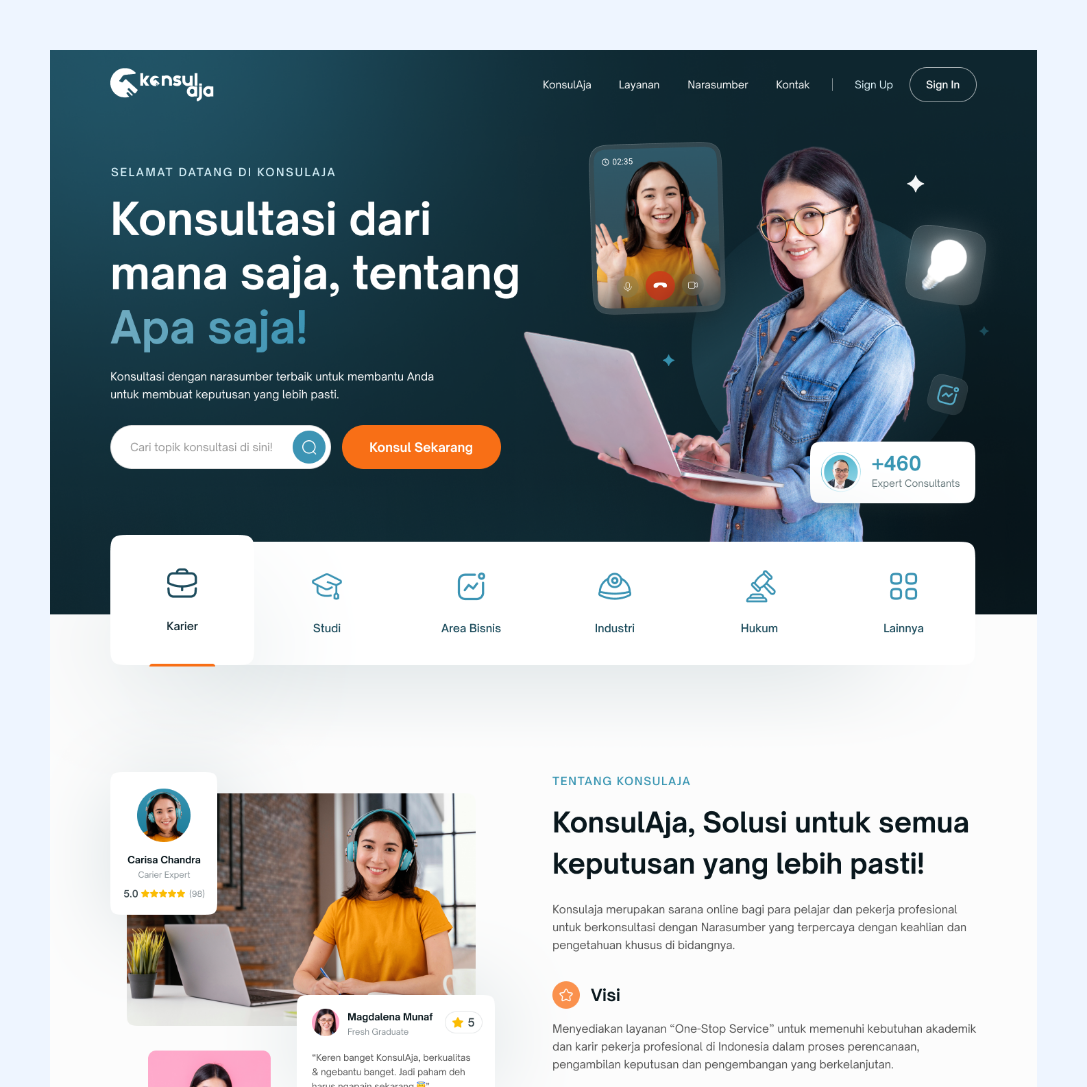 konsul
aja
KonsulAja Layanan Narasumber Kontak Sign Up Sign In
SELAMAT DATANG DI KONSULAJA
Konsultasi dari
mana saja, tentang
Apa saja!
Konsultasi dengan narasumber terbaik untuk membantu Anda
untuk membuat keputusan yang lebih pasti.
Cari topik konsultasi di sini!
Konsul Sekarang
02:35
+460
Expert Consultants
Karier
Studi
Area Bisnis
Industri
Hukum
Lainnya
Carisa Chandra
Carier Expert
5.0 (98)
Magdalena Munaf
Fresh Graduate
5
"Keren banget KonsulAja, berkualitas
& ngebantu banget. Jadi paham deh
harus ngapain sekarang 😇"
TENTANG KONSULAJA
KonsulAja, Solusi untuk semua
keputusan yang lebih pasti!
Konsulaja merupakan sarana online bagi para pelajar dan pekerja profesional
untuk berkonsultasi dengan Narasumber yang terpercaya dengan keahlian dan
pengetahuan khusus di bidangnya.
Visi
Menyediakan layanan “One-Stop Service” untuk memenuhi kebutuhan akademik
dan karir pekerja profesional di Indonesia dalam proses perencanaan,
pengambilan keputusan dan pengembangan yang berkelanjutan.